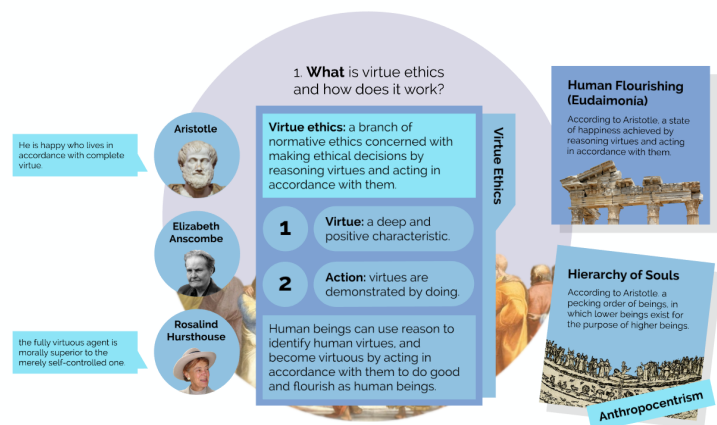 1. What is virtue ethics
and how does it work?
Aristotle
He is happy who lives in
accordance with complete
virtue.
Elizabeth
Anscombe
Rosalind
Hursthouse
the fully virtuous agent is
morally superior to the
merely self-controlled one.
Virtue ethics: a branch of
normative ethics concerned with
making ethical decisions by
reasoning virtues and acting in
accordance with them.
Virtue Ethics
1
Virtue: a deep and
positive characteristic.
2
Action: virtues are
demonstrated by doing.
Human beings can use reason to
identify human virtues, and
become virtuous by acting in
accordance with them to do good
and flourish as human beings.
Human Flourishing
(Eudaimonia)
According to Aristotle, a state
of happiness achieved by
reasoning virtues and acting
in accordance with them.
Hierarchy of Souls
According to Aristotle, a
pecking order of beings, in
which lower beings exist for
the purpose of higher beings.
Anthropocentrism